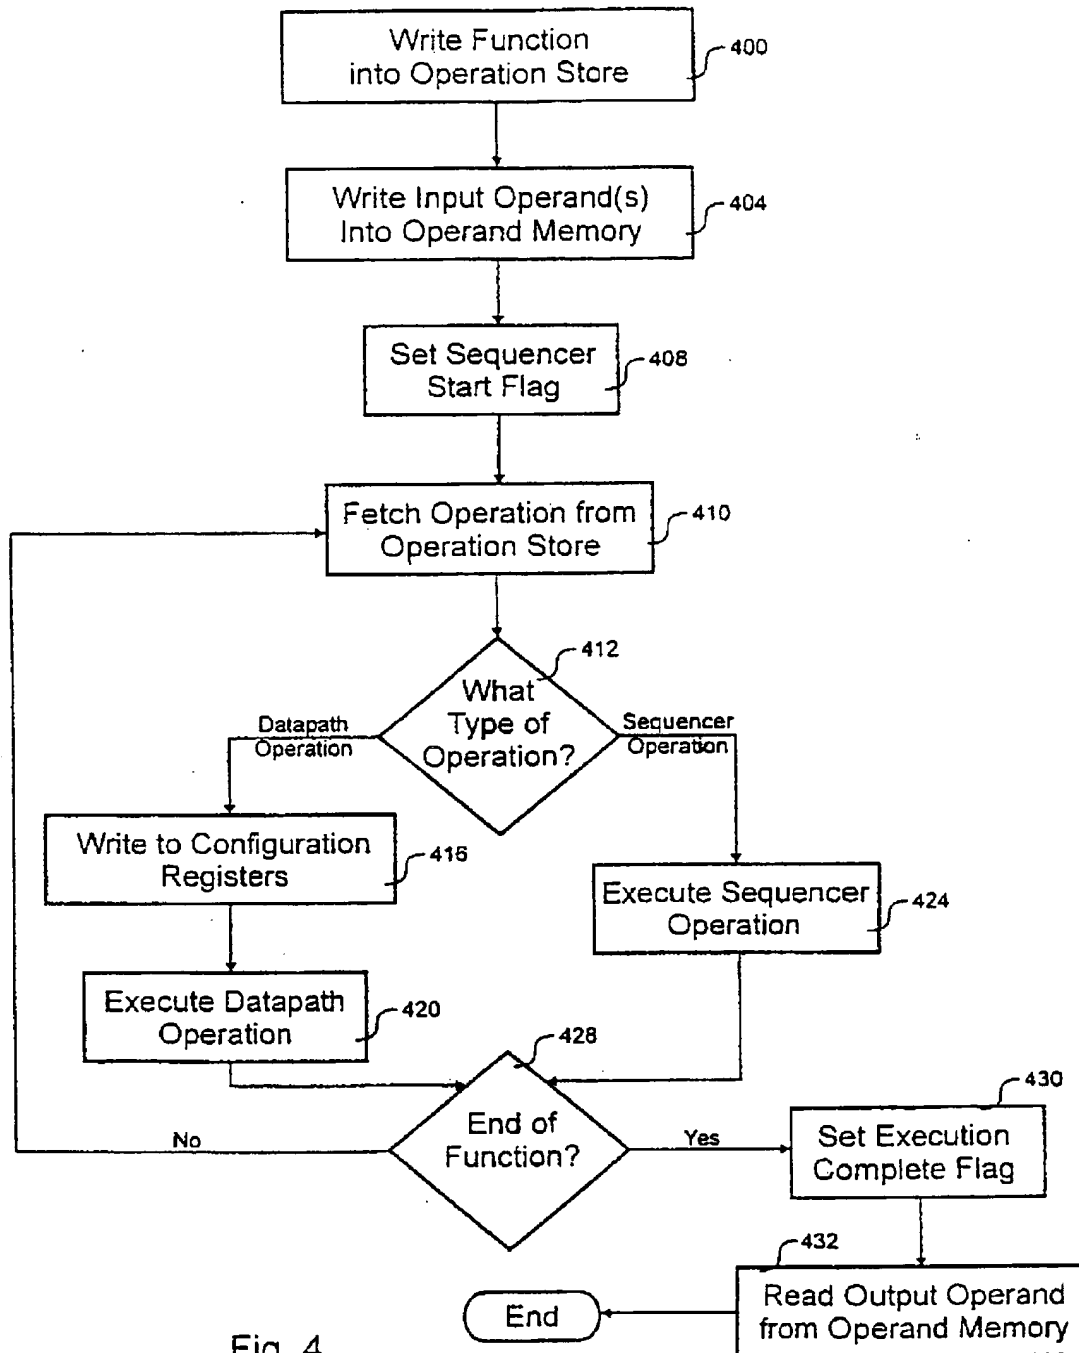 Write Function
into Operation Store
400
Write Input Operand(s)
Into Operand Memory
404
Set Sequencer
Start Flag
408
Fetch Operation from
Operation Store
410
412
What
Type of
Operation?
Datapath
Operation
Sequencer
Operation
Write to Configuration
Registers
416
Execute Sequencer
Operation
424
Execute Datapath
Operation
420
428
End of
Function?
No
Yes
430
Set Execution
Complete Flag
432
Read Output Operand
from Operand Memory
End
Fig. 4